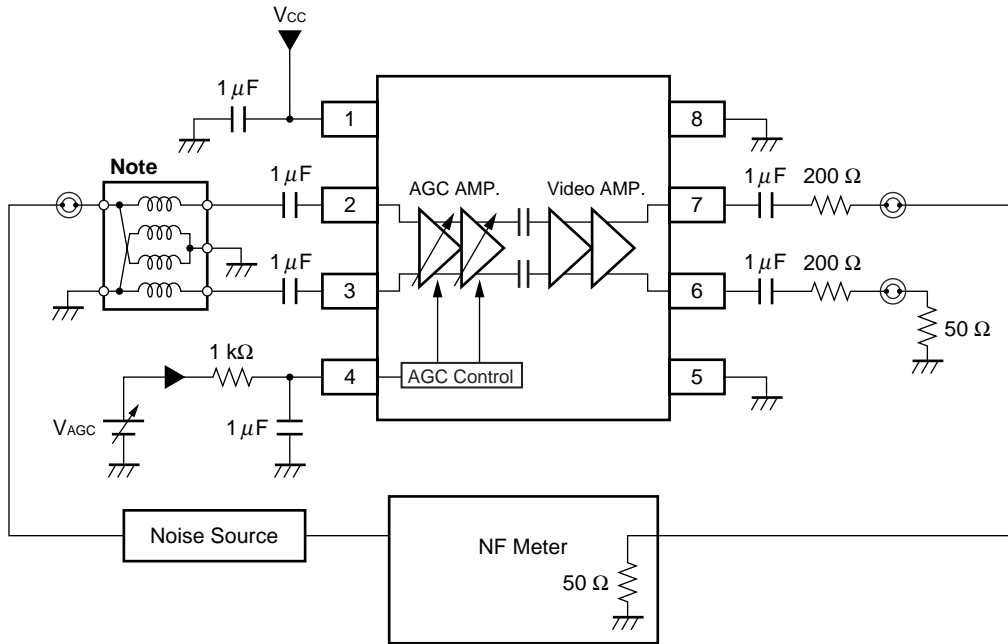 VCC
1 μF
1
8
Note
1 μF
2
AGC AMP.
Video AMP.
7
1 μF
200 Ω
1 μF
3
6
1 μF
200 Ω
50 Ω
1 kΩ
4
AGC Control
5
VAGC
1 μF
Noise Source
NF Meter
50 Ω